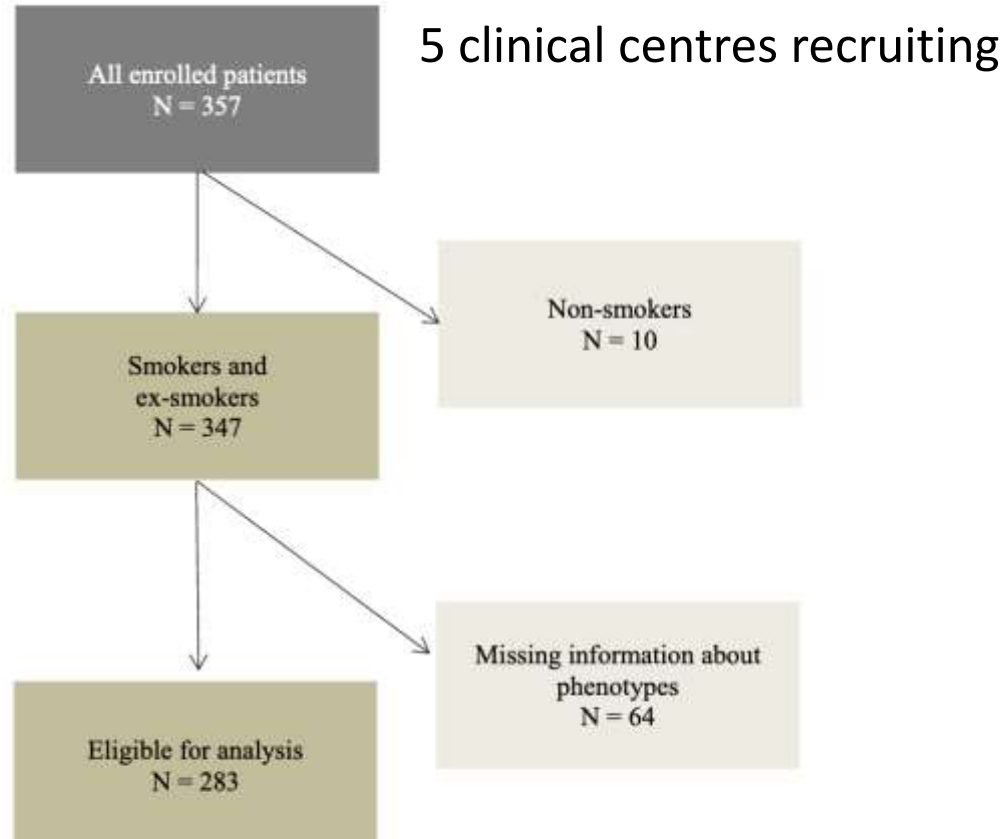 5 clinical centres recruiting
All enrolled patients
N = 357
Non-smokers
N = 10
Smokers and
ex-smokers
N = 347
Missing information about
phenotypes
N = 64
Eligible for analysis
N = 283